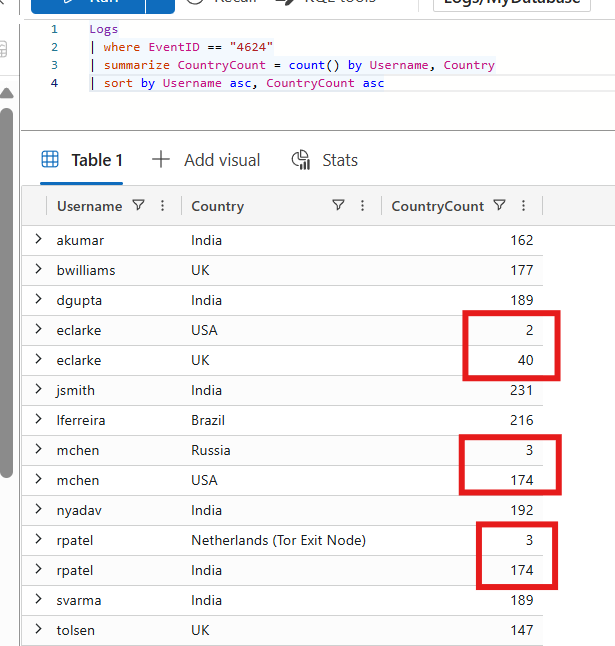 Run Recall KQL tools Logs/MyDatabase
1 Logs
2 | where EventID == "4624"
3 | summarize CountryCount = count() by Username, Country
4 | sort by Username asc, CountryCount asc
Table 1 Add visual Stats
Username Country CountryCount
akumar India 162
bwilliams UK 177
dgupta India 189
eclarke USA 2
eclarke UK 40
jsmith India 231
lferreira Brazil 216
mchen Russia 3
mchen USA 174
nyadav India 192
rpatel Netherlands (Tor Exit Node) 3
rpatel India 174
svarma India 189
tolsen UK 147